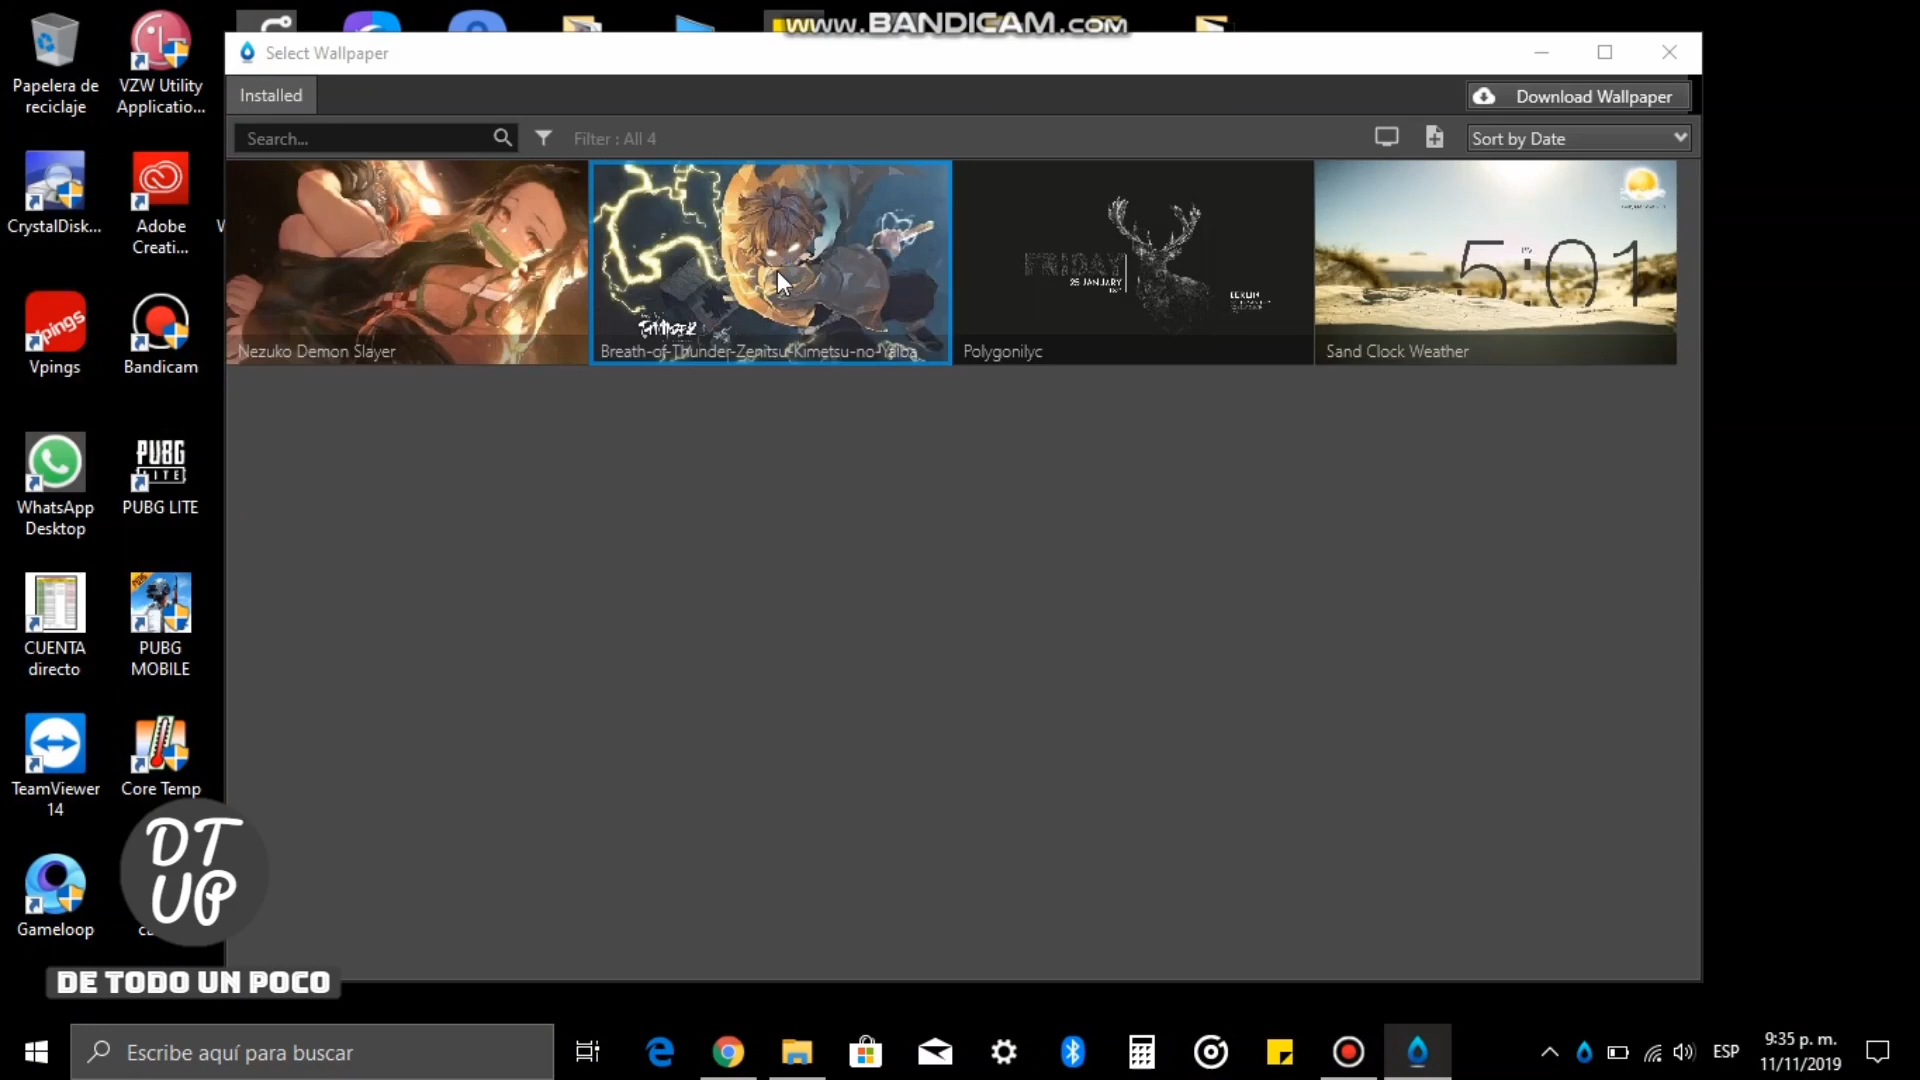 www.BANDICAM.com
Select Wallpaper
Installed
Download Wallpaper
Search...
Filter : All 4
Sort by Date
Nezuko Demon Slayer
Breath-of-Thunder-Zenitsu-Kimetsu-no-Yaiba
FRIDAY
25 JANUARY
BERLIN
Polygonilyc
5:01
Sand Clock Weather
Papelera de
reciclaje
VZW Utility
Applicatio...
CrystalDisk...
Adobe
Creati...
Vpings
Bandicam
WhatsApp
Desktop
PUBG
LITE
PUBG LITE
CUENTA
directo
PUBG
MOBILE
TeamViewer
14
Core Temp
Gameloop
DT
UP
DE TODO UN POCO
Escribe aquí para buscar
ESP
9:35 p. m.
11/11/2019